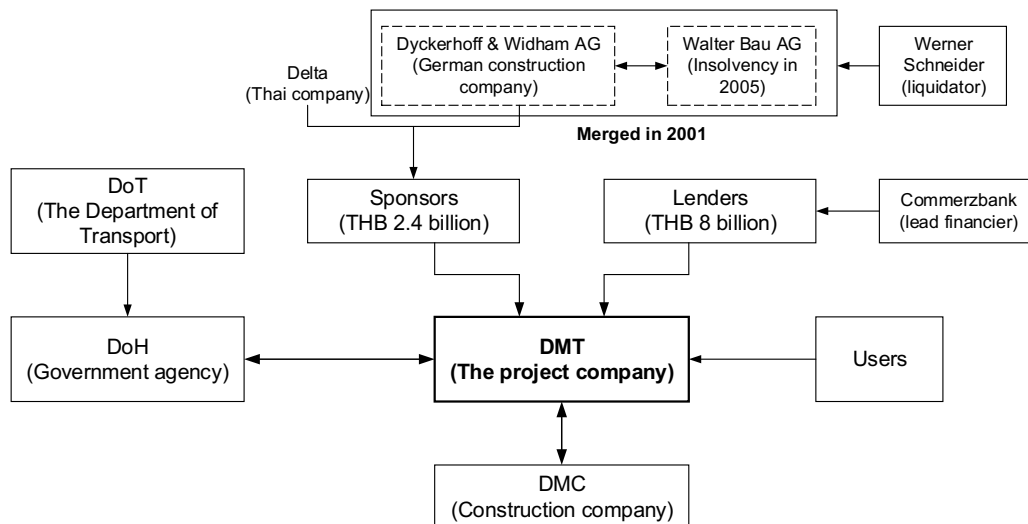 Dyckerhoff & Widham AG
(German construction
company)
Walter Bau AG
(Insolvency in
2005)
Werner
Schneider
(liquidator)
Delta
(Thai company)
Merged in 2001
DoT
(The Department of
Transport)
Sponsors
(THB 2.4 billion)
Lenders
(THB 8 billion)
Commerzbank
(lead financier)
DoH
(Government agency)
DMT
(The project company)
Users
DMC
(Construction company)